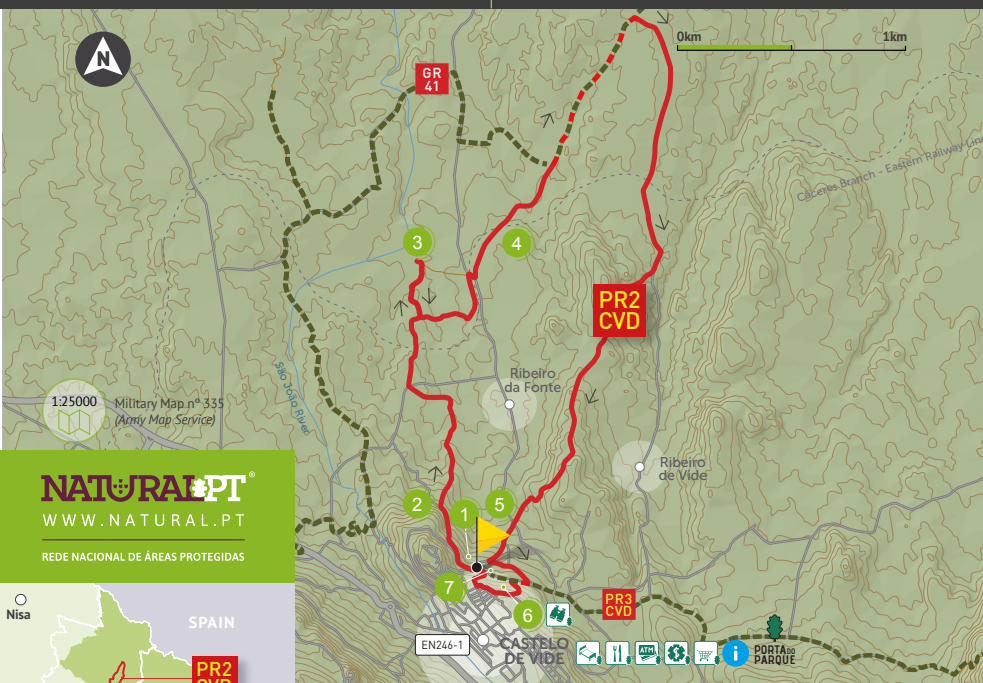 N
0km 1km
GR
41
Cáceres Branch - Eastern Railway Line
3
4
PR2
CVD
Ribeiro
da Fonte
São João River
1:25000
Military Map nº 335
(Army Map Service)
Ribeiro
de Vide
NATURAL.PT®
WWW.NATURAL.PT
REDE NACIONAL DE ÁREAS PROTEGIDAS
2
1
5
7
6
PR3
CVD
EN246-1
CASTELO
DE VIDE
ATM
i
PORTA DO
PARQUE
Nisa
SPAIN
PR2
CVD